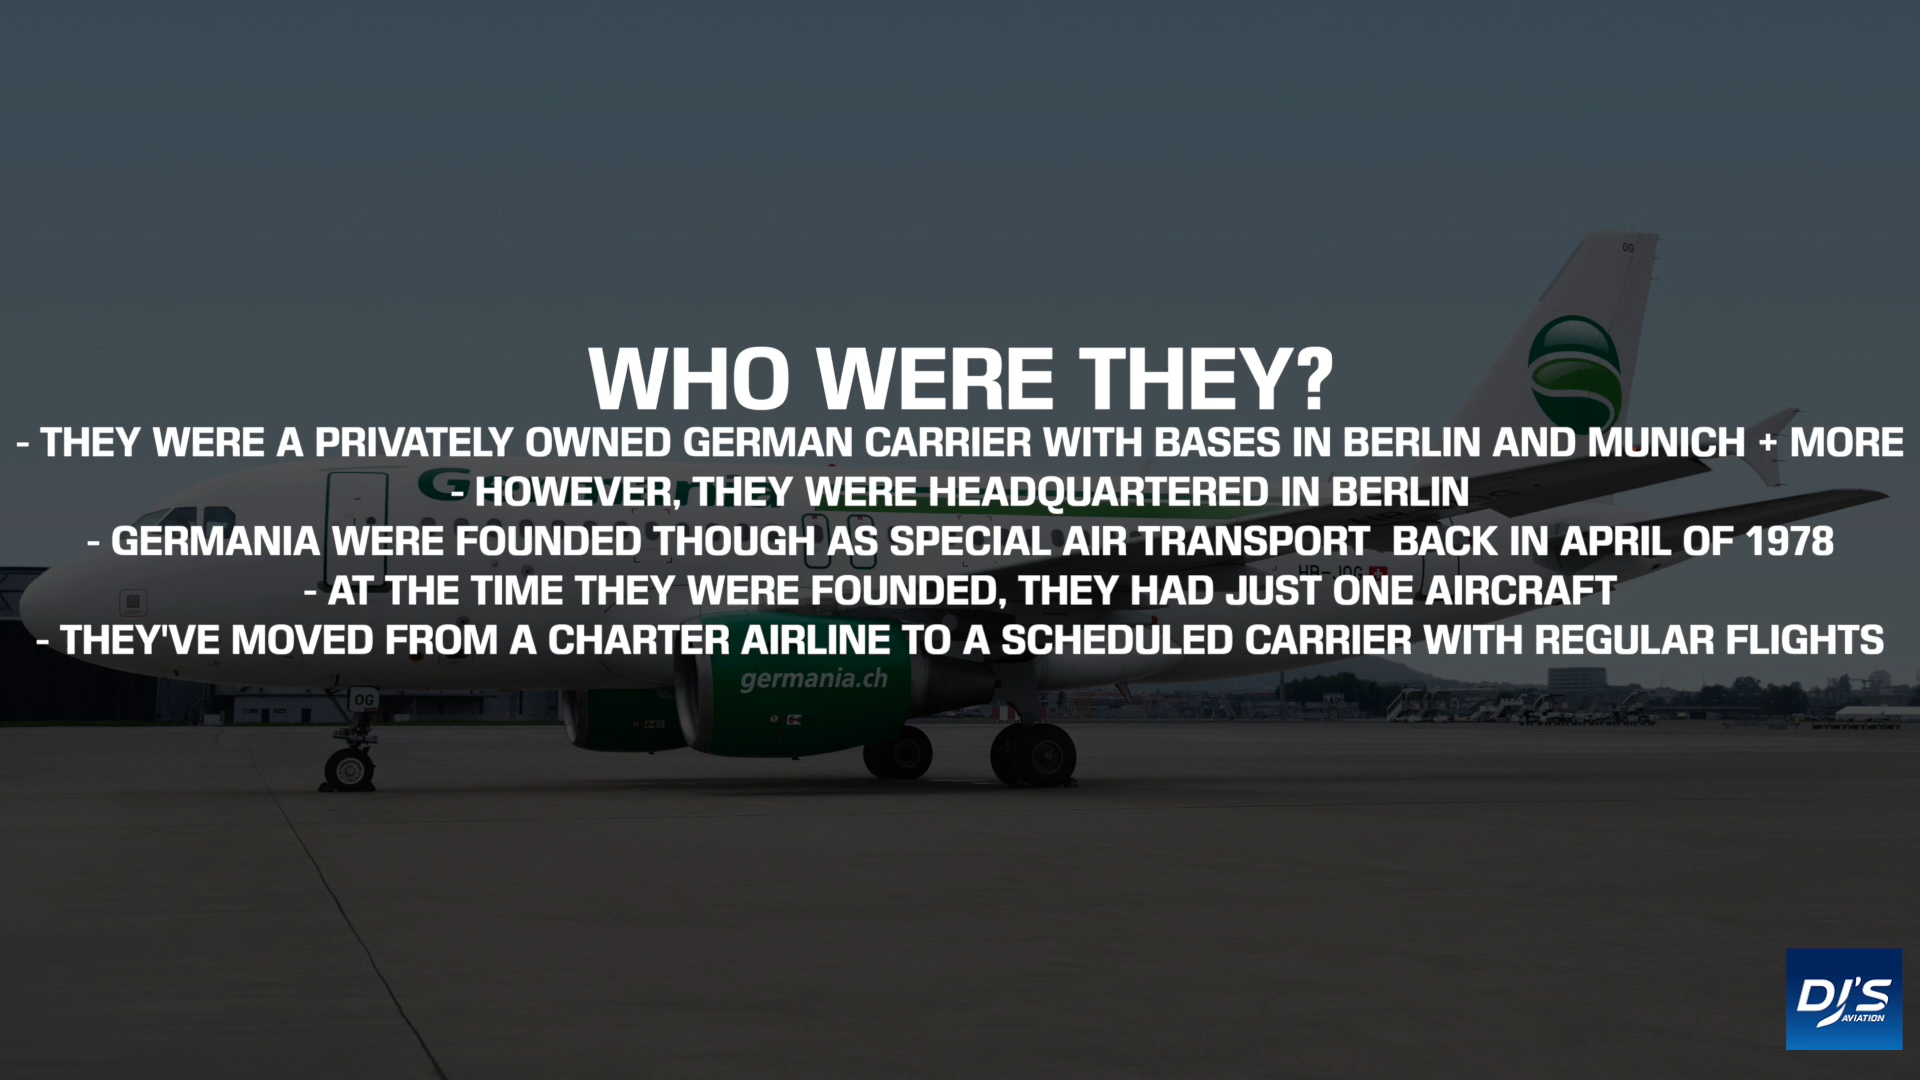 OG
WHO WERE THEY?
- THEY WERE A PRIVATELY OWNED GERMAN CARRIER WITH BASES IN BERLIN AND MUNICH + MORE
- HOWEVER, THEY WERE HEADQUARTERED IN BERLIN
- GERMANIA WERE FOUNDED THOUGH AS SPECIAL AIR TRANSPORT BACK IN APRIL OF 1978
- AT THE TIME THEY WERE FOUNDED, THEY HAD JUST ONE AIRCRAFT
- THEY'VE MOVED FROM A CHARTER AIRLINE TO A SCHEDULED CARRIER WITH REGULAR FLIGHTS
germania.ch
OG
DJ'S
AVIATION